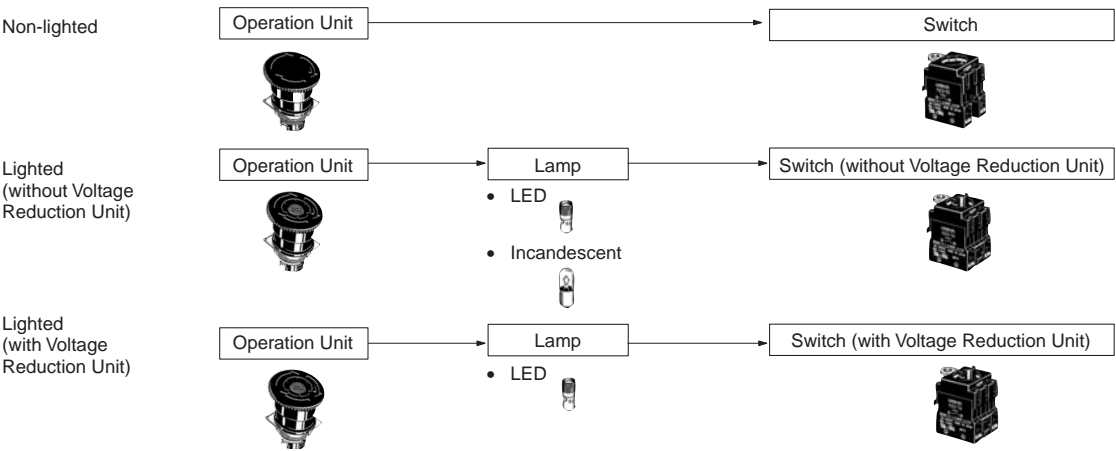 Non-lighted
Operation Unit
Switch
Lighted
(without Voltage
Reduction Unit)
Operation Unit
Lamp
Switch (without Voltage Reduction Unit)
• LED
• Incandescent
Lighted
(with Voltage
Reduction Unit)
Operation Unit
Lamp
Switch (with Voltage Reduction Unit)
• LED